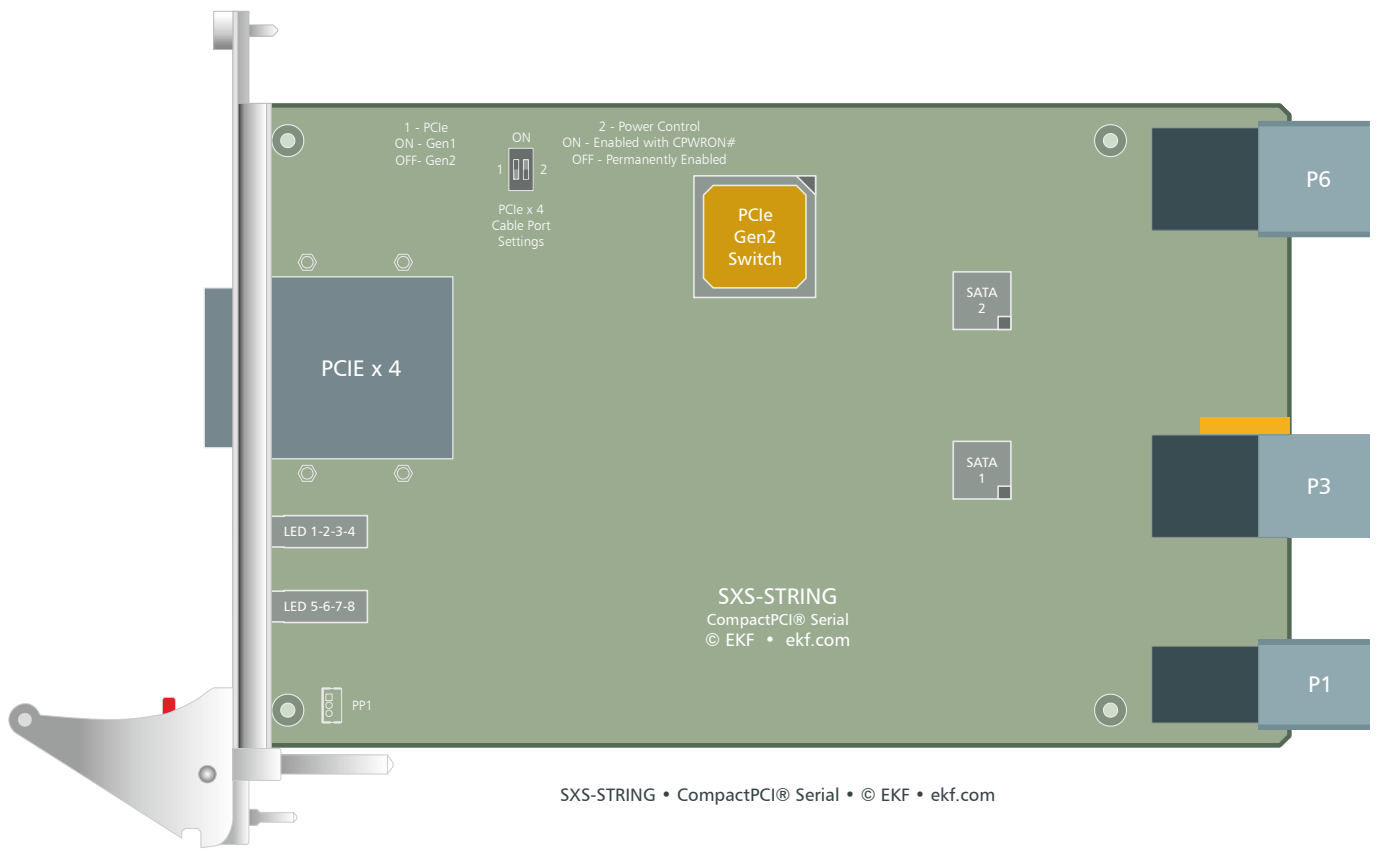 1 - PCIe
ON - Gen1
OFF- Gen2
ON
1
2
PCIe x 4
Cable Port
Settings
2 - Power Control
ON - Enabled with CPWRON#
OFF - Permanently Enabled
PCIe
Gen2
Switch
P6
SATA
2
PCIE x 4
SATA
1
P3
LED 1-2-3-4
LED 5-6-7-8
SXS-STRING
CompactPCI® Serial
© EKF • ekf.com
P1
PP1
SXS-STRING • CompactPCI® Serial • © EKF • ekf.com